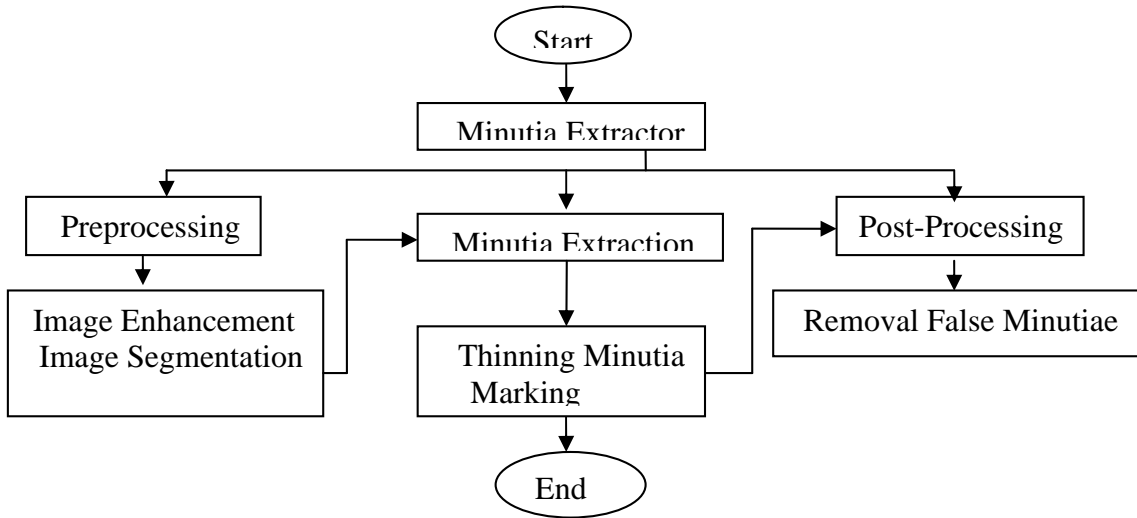 Start
Minutia Extractor
Preprocessing
Minutia Extraction
Post-Processing
Image Enhancement
Image Segmentation
Thinning Minutia
Marking
Removal False Minutiae
End